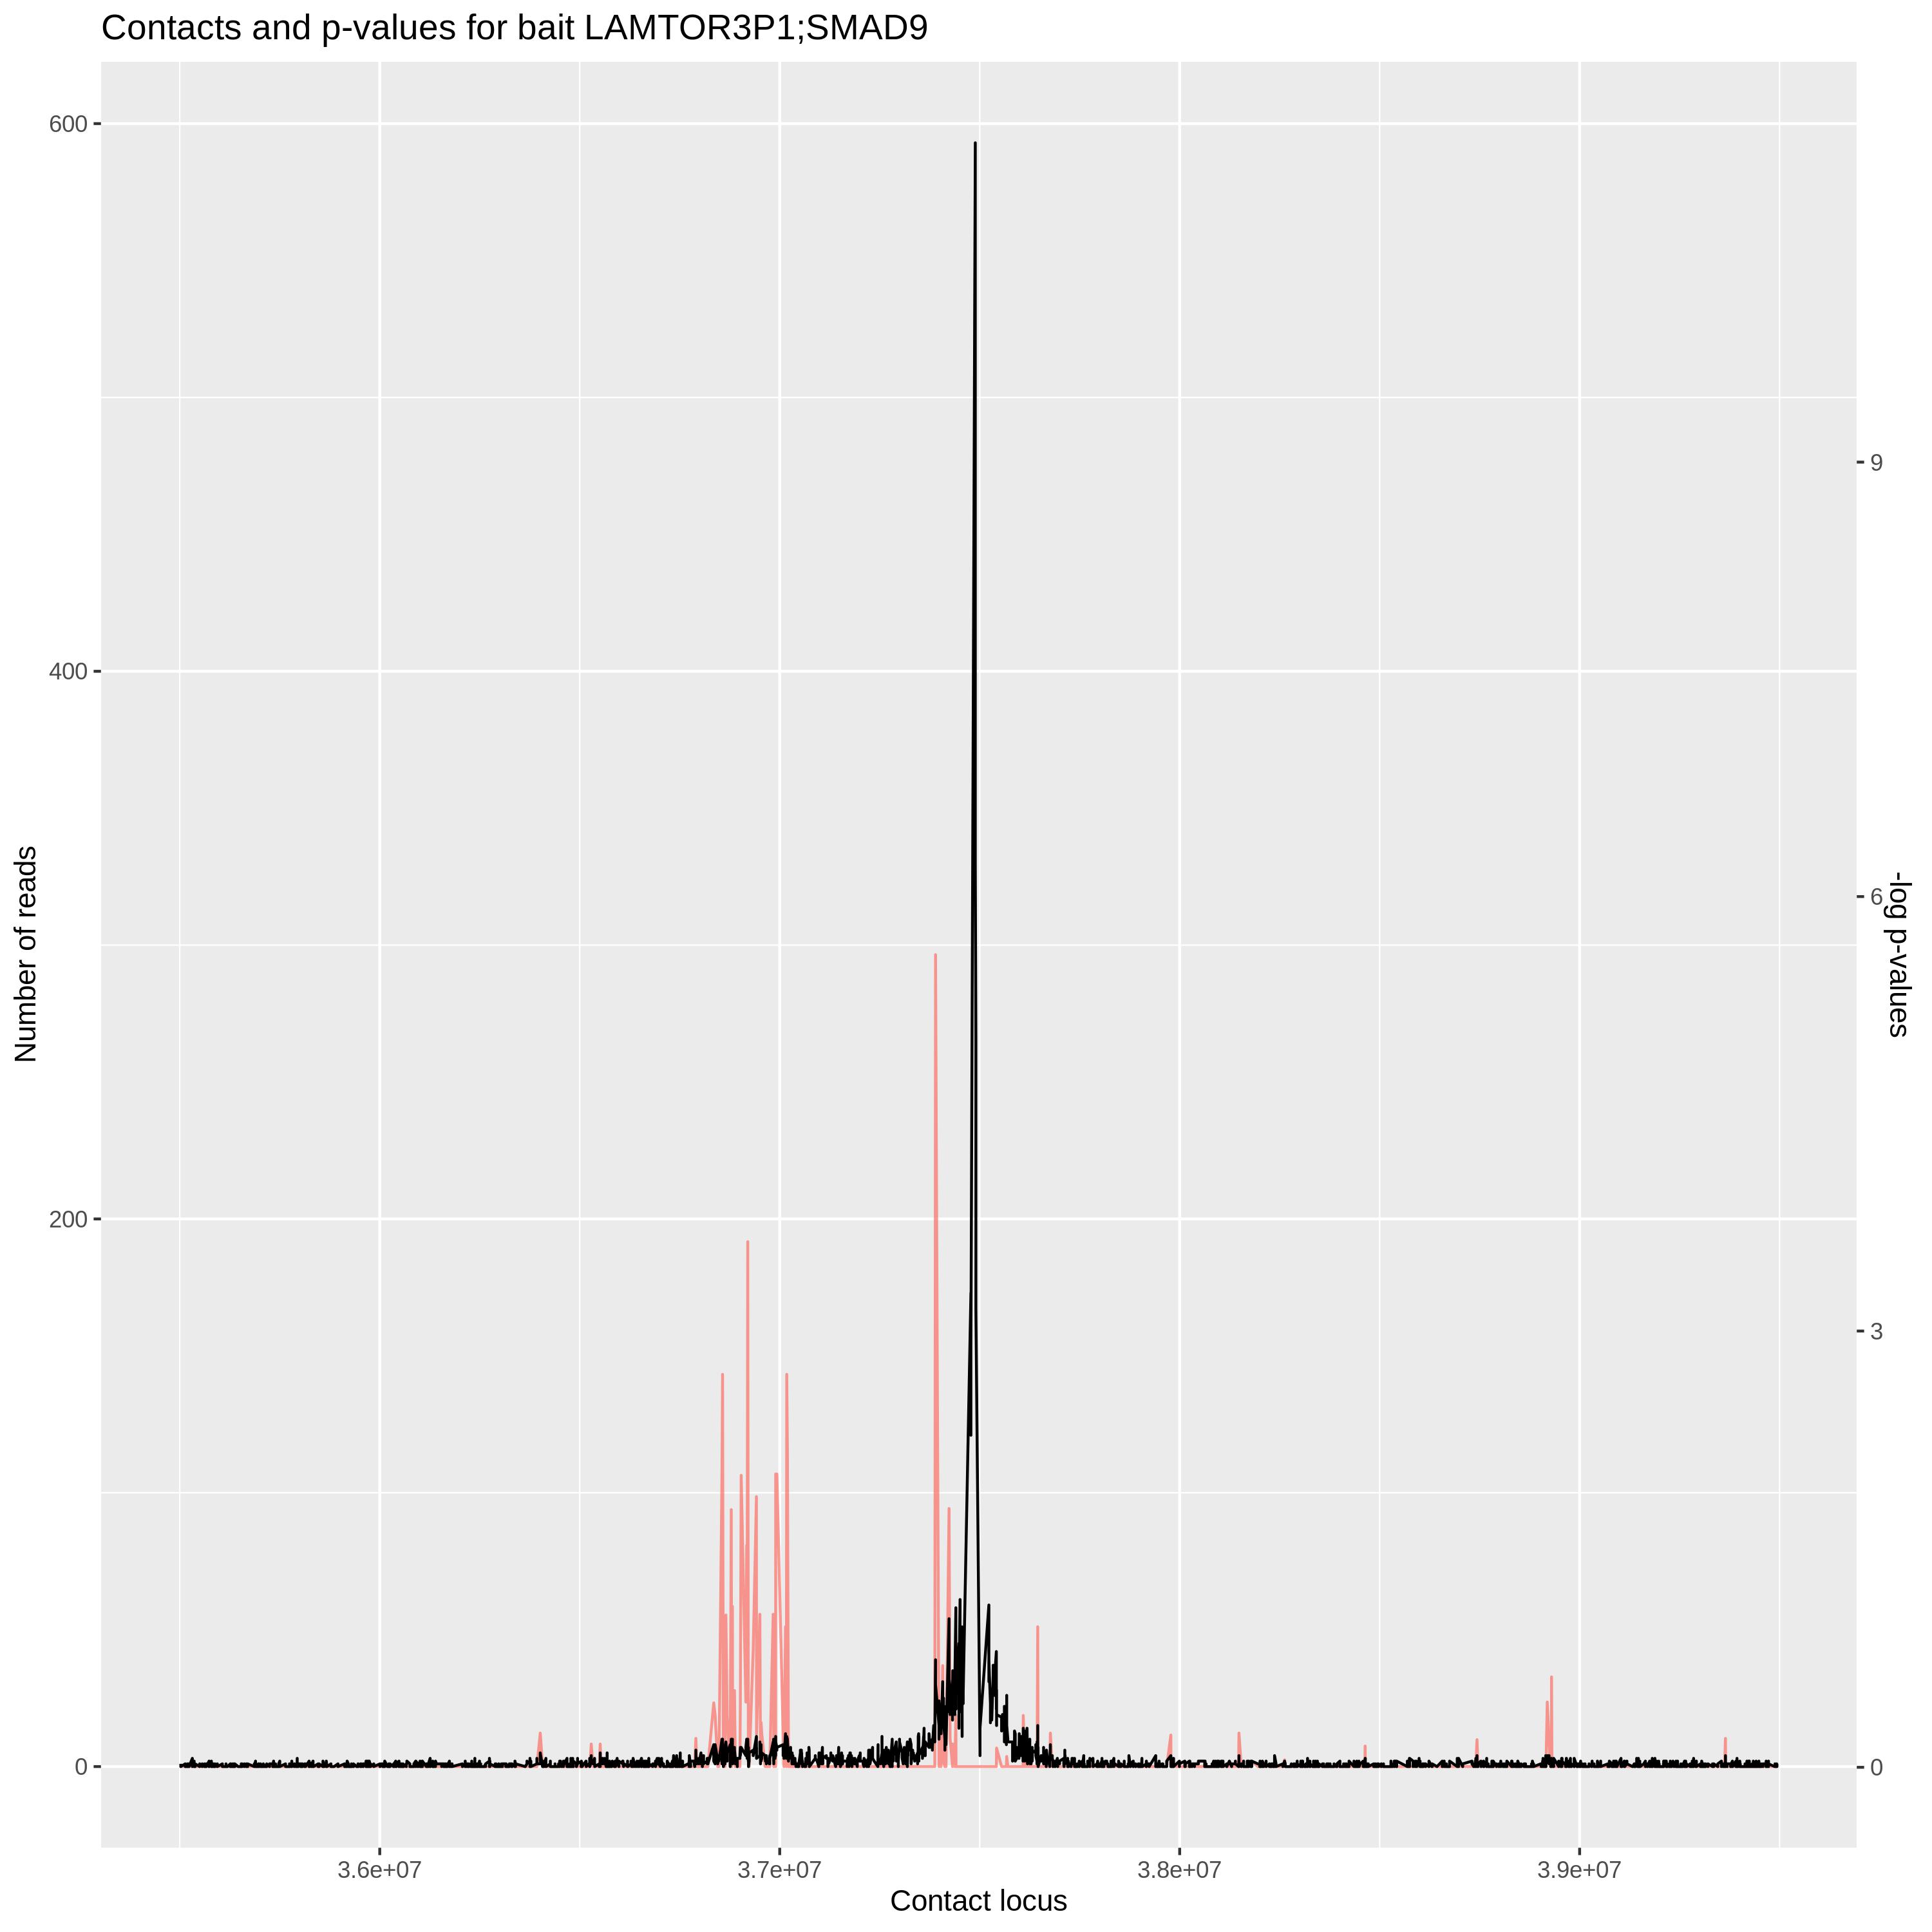 Contacts and p-values for bait LAMTOR3P1;SMAD9
600
400
200
0
Number of reads
9
6
3
0
-log p-values
3.6e+07
3.7e+07
3.8e+07
3.9e+07
Contact locus